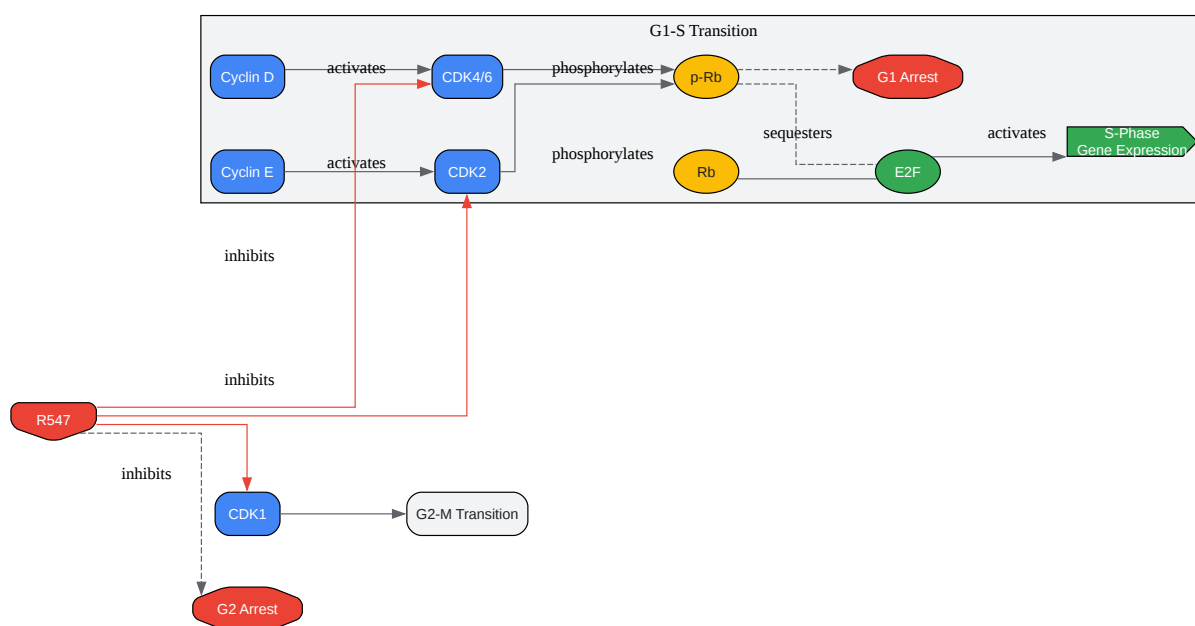 G1-S Transition
Cyclin D
activates
CDK4/6
phosphorylates
p-Rb
G1 Arrest
sequesters
activates
S-Phase
Gene Expression
Cyclin E
activates
CDK2
phosphorylates
Rb
E2F
inhibits
inhibits
R547
inhibits
CDK1
G2-M Transition
G2 Arrest